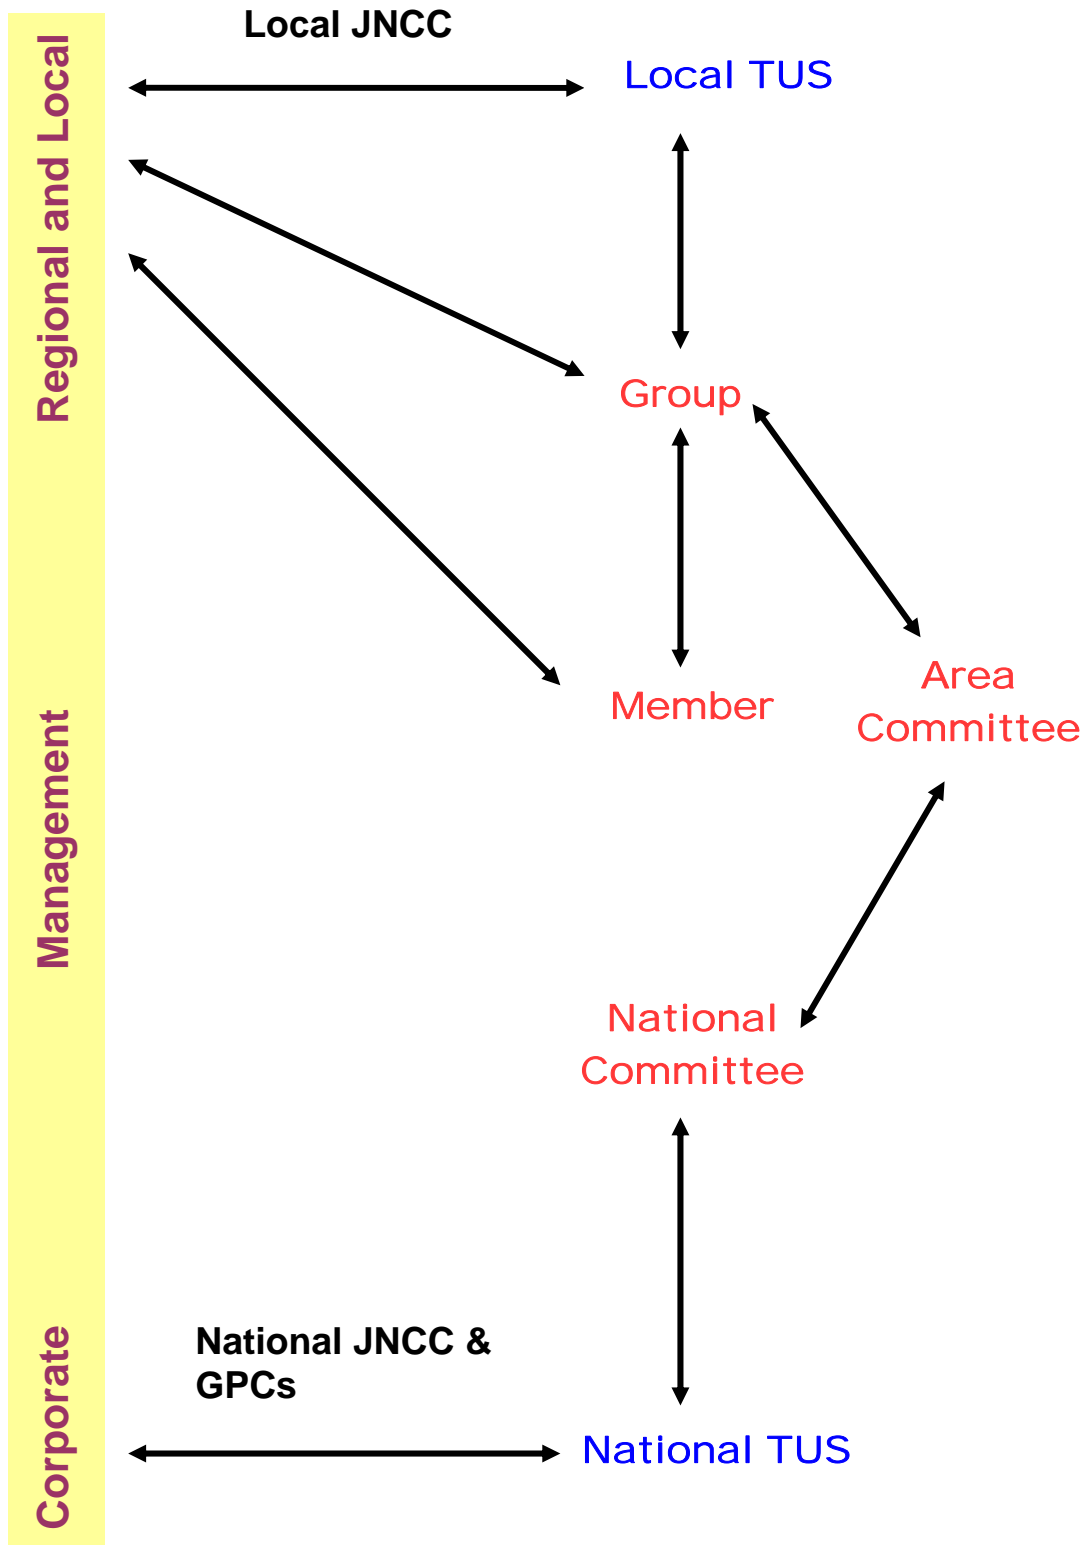 Local JNCC
Local TUS
Regional and Local
Group
Member
Area
Committee
Management
National
Committee
National JNCC &
GPCs
Corporate
National TUS